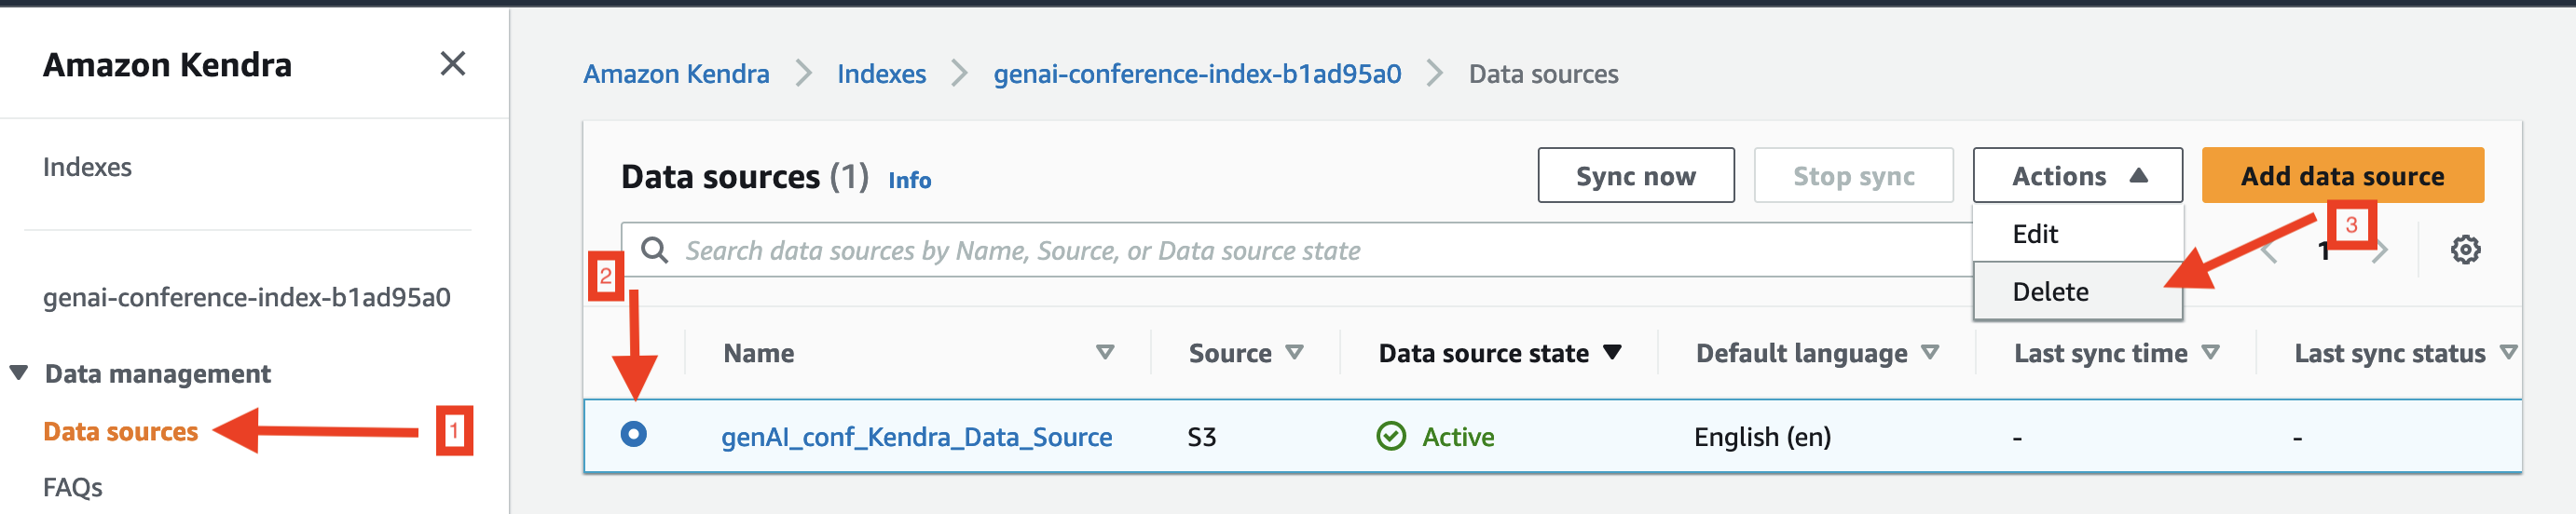 Amazon Kendra
Indexes
genai-conference-index-b1ad95a0
Data management
Data sources
1
FAQs
Amazon Kendra > Indexes > genai-conference-index-b1ad95a0 > Data sources
Data sources (1) Info
Sync now
Stop sync
Actions
Add data source
Edit
Delete
3
Search data sources by Name, Source, or Data source state
1
2
Name Source Data source state Default language Last sync time Last sync status
genAI_conf_Kendra_Data_Source S3 Active English (en) - -